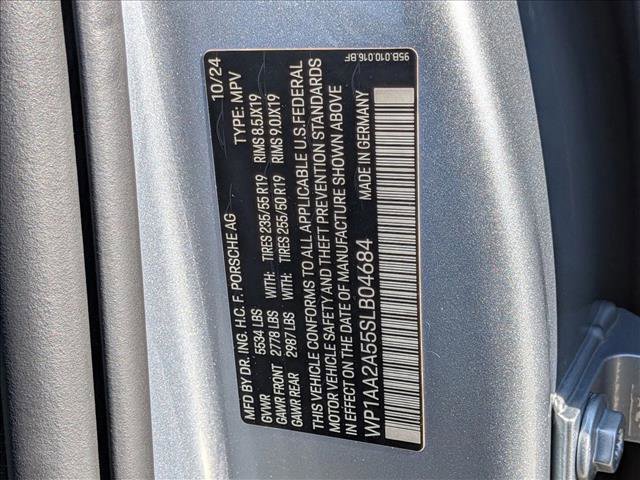 MFD BY DR. ING. H.C. F. PORSCHE AG 10/24
GVWR 5534 LBS TYPE: MPV
GAWR FRONT 2778 LBS WITH: TIRES 235/55 R19 RIMS 8.5JX19
GAWR REAR 2987 LBS WITH: TIRES 255/50 R19 RIMS 9.0JX19
THIS VEHICLE CONFORMS TO ALL APPLICABLE U.S. FEDERAL
MOTOR VEHICLE SAFETY AND THEFT PREVENTION STANDARDS
IN EFFECT ON THE DATE OF MANUFACTURE SHOWN ABOVE
WP1AA2A55SLB04684 MADE IN GERMANY
95B.010.016.BF